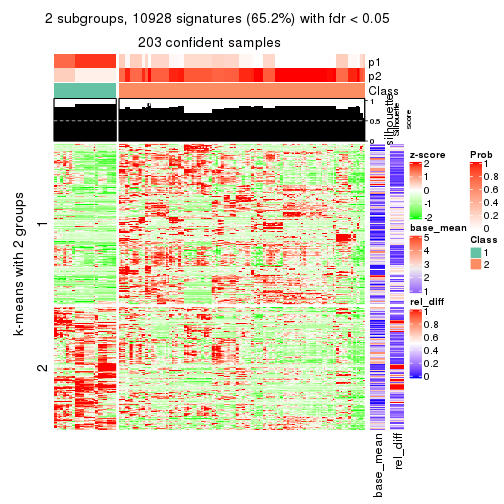 2 subgroups, 10928 signatures (65.2%) with fdr < 0.05
203 confident samples
p1
p2
Class
1
0.5
0
silhouette
Silhouette
score
k-means with 2 groups
1
2
base_mean
rel_diff
z-score
2
1
0
-1
-2
base_mean
5
4
3
2
1
rel_diff
1
0.8
0.6
0.4
0.2
0
Prob
1
0.8
0.6
0.4
0.2
0
Class
1
2